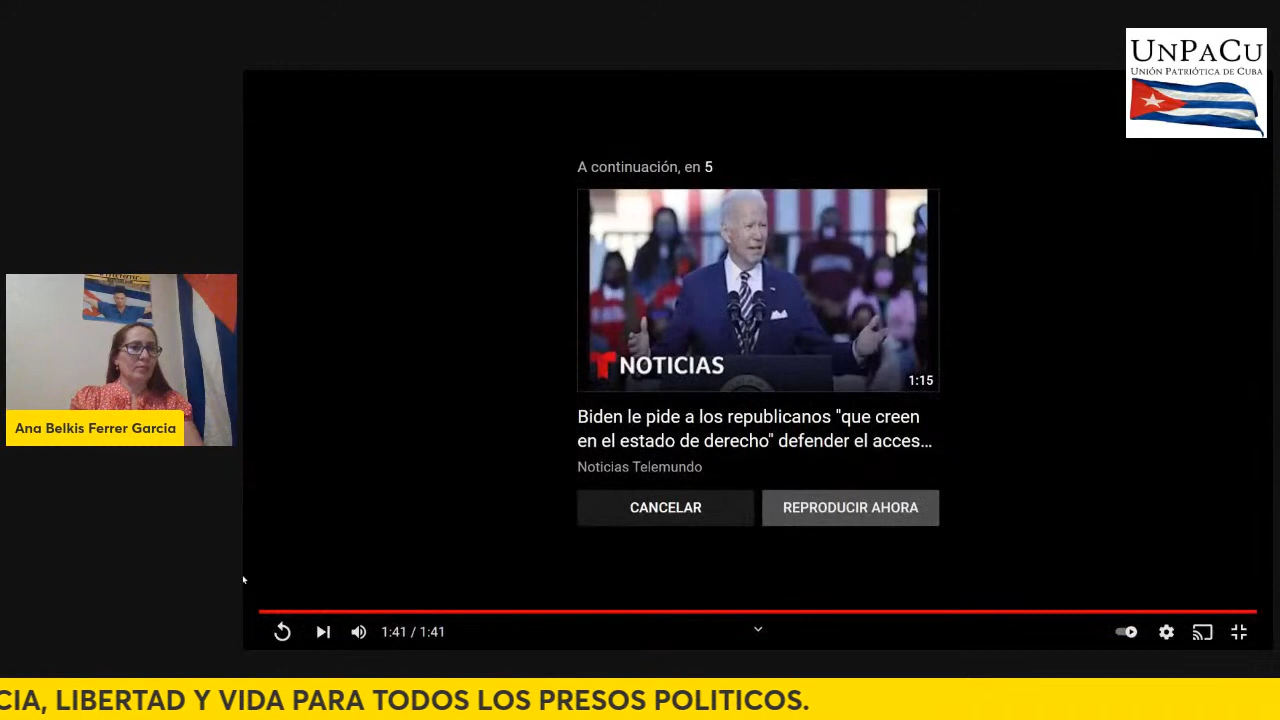 UNPACU
UNIÓN PATRIÓTICA DE CUBA
A continuación, en 5
NOTICIAS
1:15
Biden le pide a los republicanos "que creen
en el estado de derecho" defender el acces...
Noticias Telemundo
CANCELAR
REPRODUCIR AHORA
Ana Belkis Ferrer Garcia
1:41 / 1:41
CIA, LIBERTAD Y VIDA PARA TODOS LOS PRESOS POLITICOS.